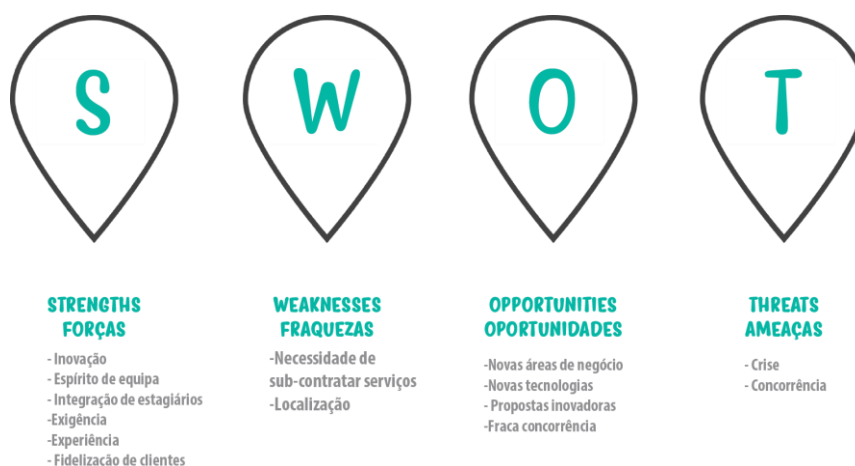 S
W
O
T
STRENGTHS
FORÇAS
- Inovação
- Espírito de equipa
- Integração de estagiários
-Exigência
-Experiência
- Fidelização de clientes
WEAKNESSES
FRAQUEZAS
-Necessidade de
sub-contratar serviços
-Localização
OPPORTUNITIES
OPORTUNIDADES
-Novas áreas de negócio
-Novas tecnologias
- Propostas inovadoras
-Fraca concorrência
THREATS
AMEAÇAS
- Crise
- Concorrência